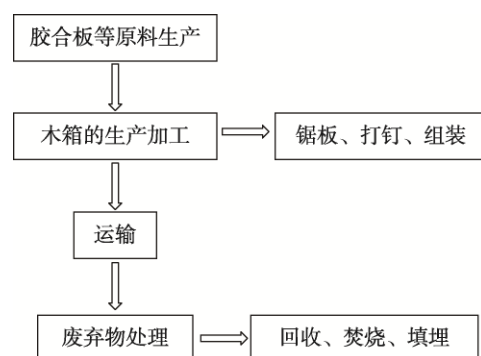 胶合板等原料生产
木箱的生产加工
锯板、打钉、组装
运输
废弃物处理
回收、焚烧、填埋